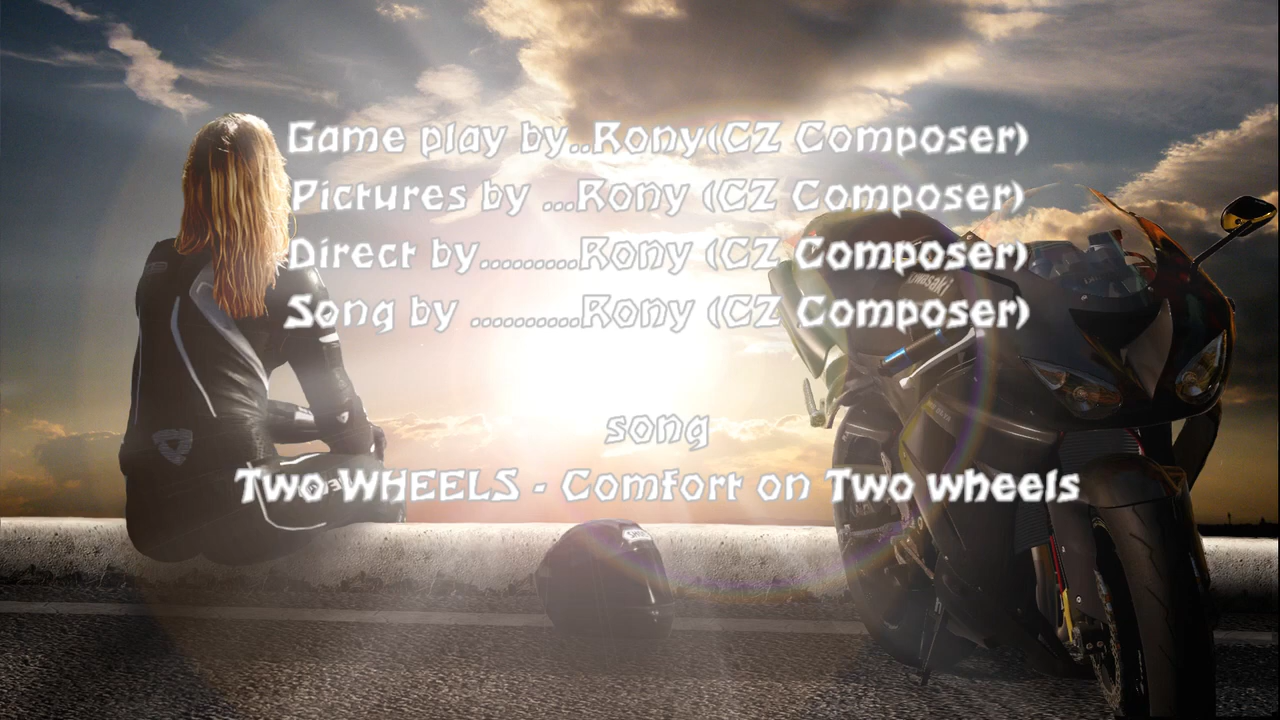 Game play by..Rony(CZ Composer)
Pictures by ...Rony (CZ Composer)
Direct by.........Rony (CZ Composer)
Song by ..........Rony (CZ Composer)
song
Two WHEELS - Comfort on Two wheels